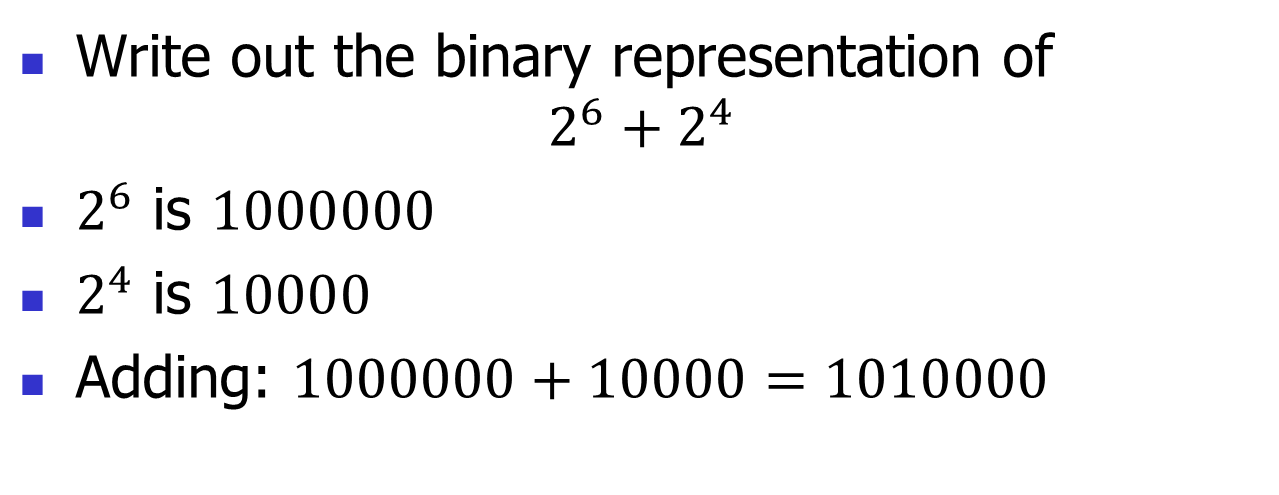 ▪ Write out the binary representation of
2⁶ + 2⁴
▪ 2⁶ is 1000000
▪ 2⁴ is 10000
▪ Adding: 1000000 + 10000 = 1010000